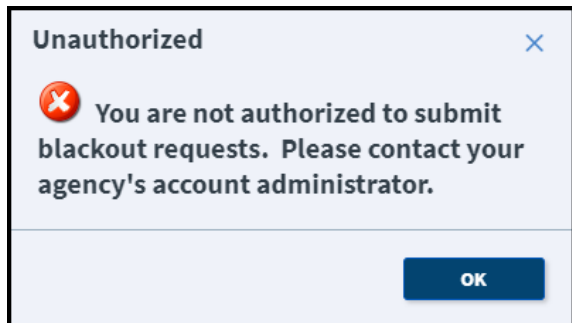 Unauthorized
You are not authorized to submit
blackout requests.  Please contact your
agency's account administrator.
OK